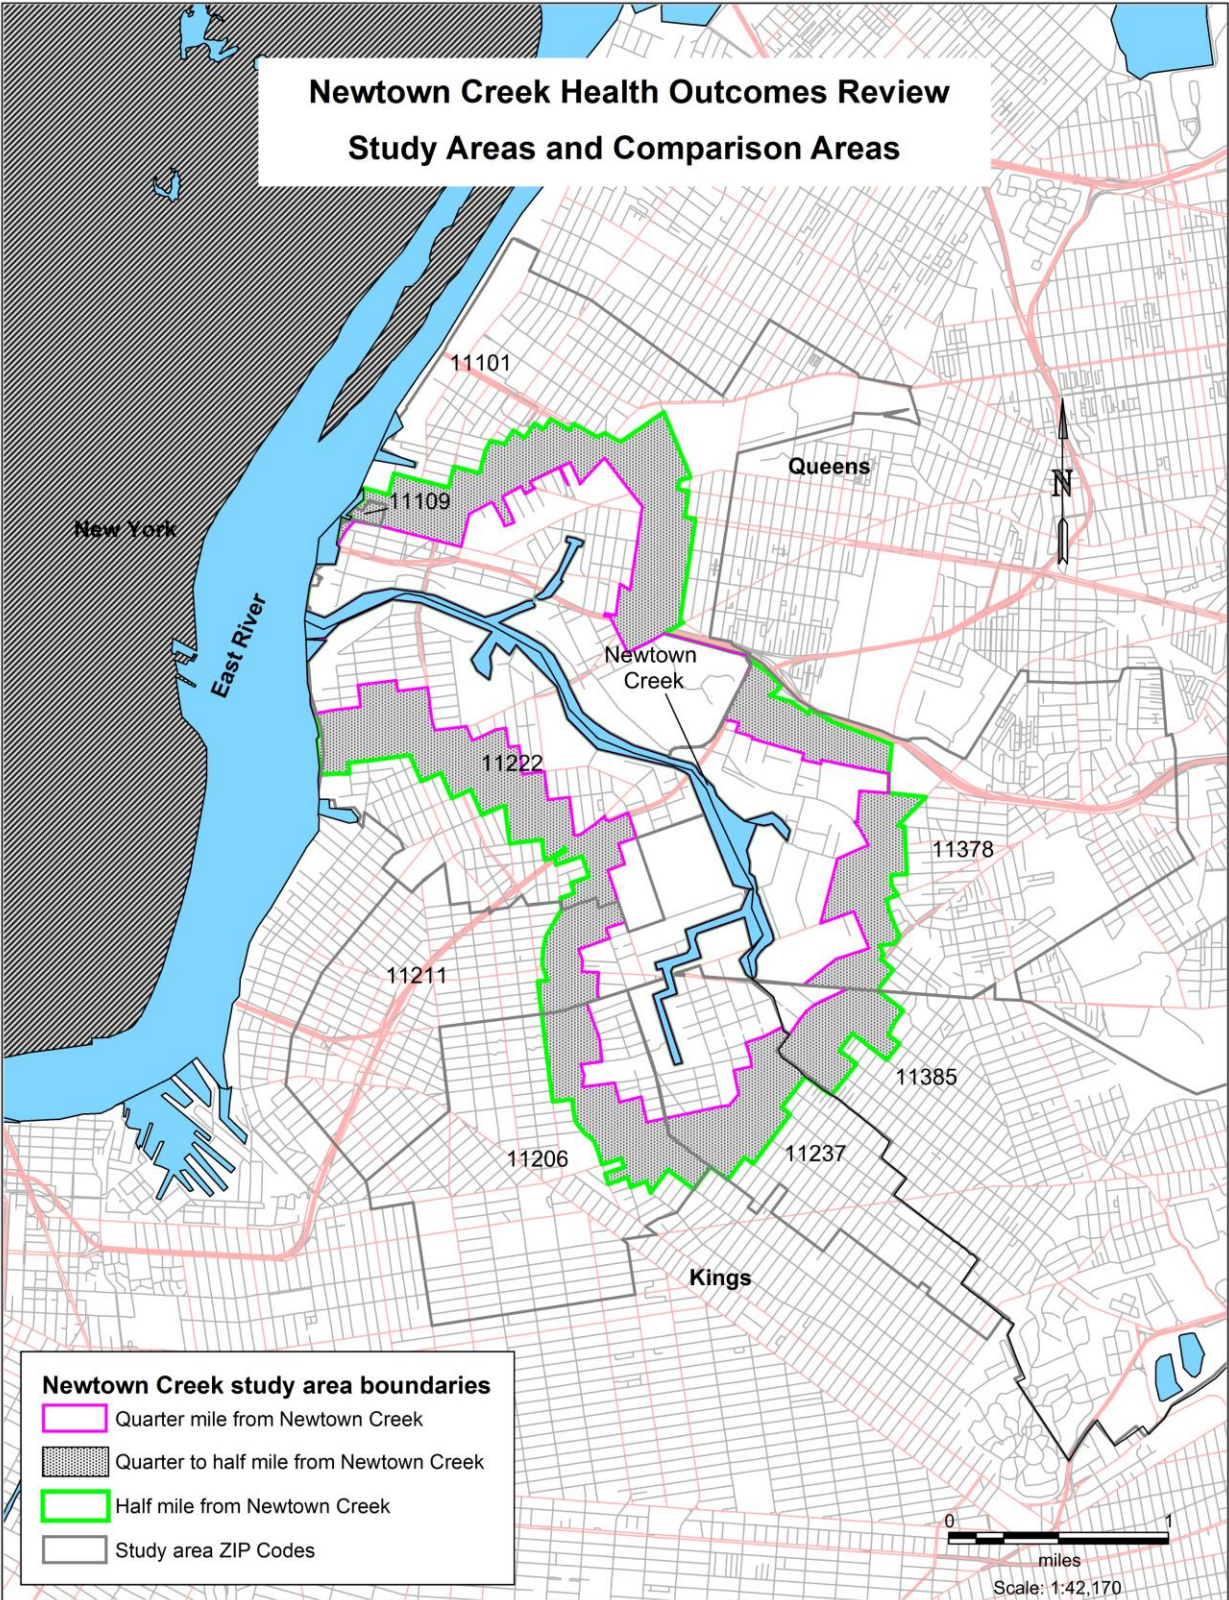 Newtown Creek Health Outcomes Review
Study Areas and Comparison Areas
11101
Queens
N
11109
New York
East River
Newtown
Creek
11222
11378
11211
11385
11206
11237
Kings
Newtown Creek study area boundaries
Quarter mile from Newtown Creek
Quarter to half mile from Newtown Creek
Half mile from Newtown Creek
Study area ZIP Codes
0 1
miles
Scale: 1:42,170